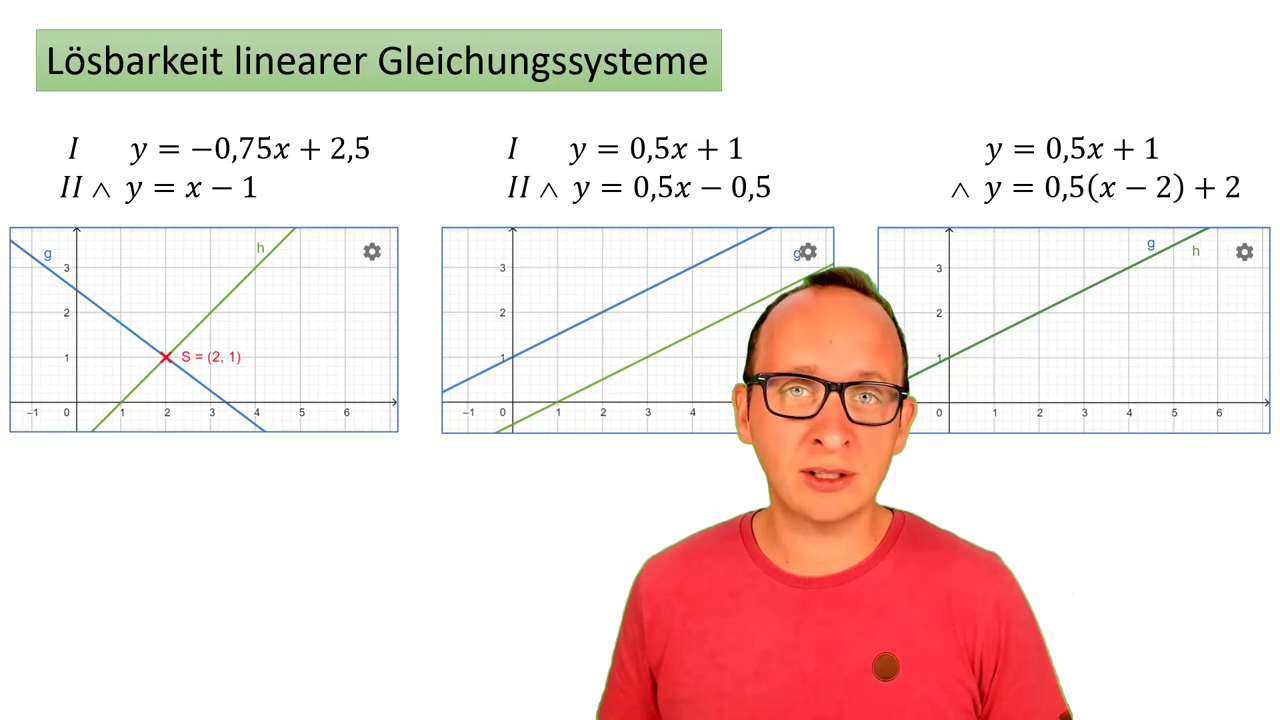 Lösbarkeit linearer Gleichungssysteme
I y = −0,75x + 2,5
II ∧ y = x − 1
I y = 0,5x + 1
II ∧ y = 0,5x − 0,5
y = 0,5x + 1
∧ y = 0,5(x − 2) + 2
g
h
3
2
1
S = (2, 1)
−1 0 1 2 3 4 5 6
g
3
2
1
−1 0 1 2 3 4
g
h
3
2
1
0 1 2 3 4 5 6